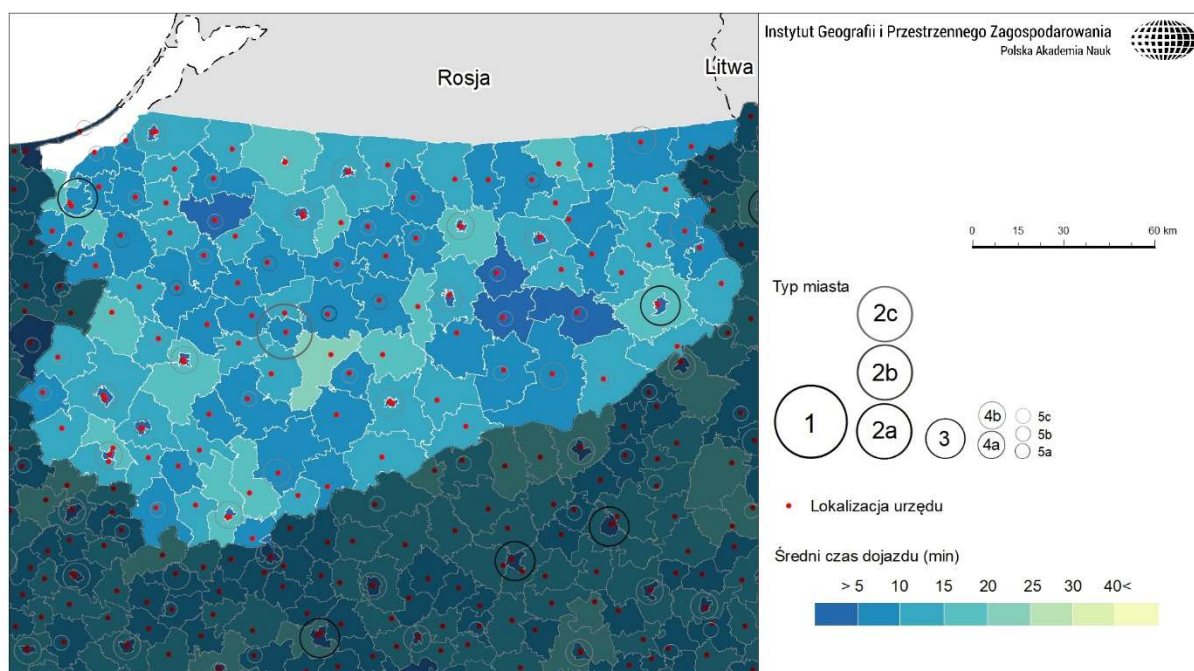 Instytut Geografii i Przestrzennego Zagospodarowania
Polska Akademia Nauk
Rosja
Litwa
0 15 30 60 km
Typ miasta
2c
2b
1
2a
3
4b
4a
5c
5b
5a
Lokalizacja urzędu
Średni czas dojazdu (min)
> 5 10 15 20 25 30 40<